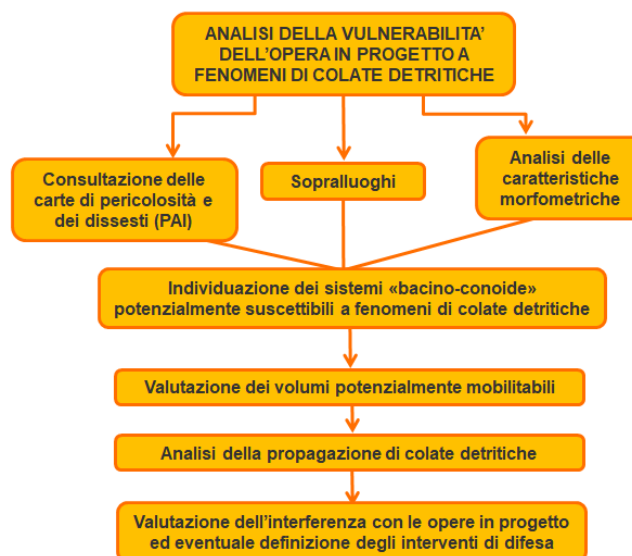 ANALISI DELLA VULNERABILITA'
DELL'OPERA IN PROGETTO A
FENOMENI DI COLATE DETRITICHE
Consultazione delle
carte di pericolosità e
dei dissesti (PAI)
Sopralluoghi
Analisi delle
caratteristiche
morfometriche
Individuazione dei sistemi «bacino-conoide»
potenzialmente suscettibili a fenomeni di colate detritiche
Valutazione dei volumi potenzialmente mobilitabili
Analisi della propagazione di colate detritiche
Valutazione dell'interferenza con le opere in progetto
ed eventuale definizione degli interventi di difesa